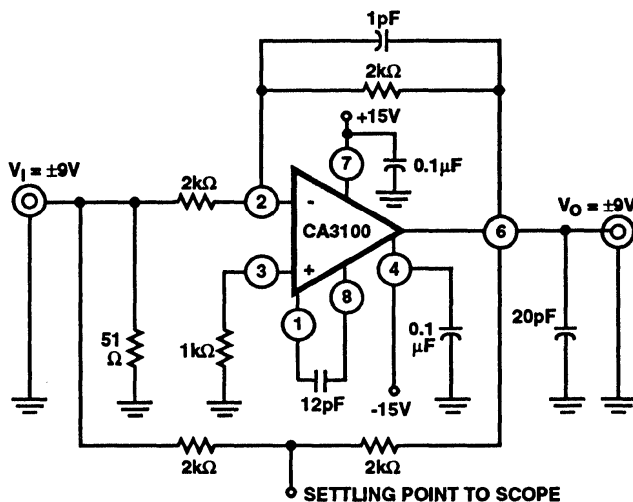 1pF
2kΩ
+15V
V_I = ±9V
7
0.1μF
2kΩ
2
-
CA3100
6
V_O = ±9V
3
+
4
8
1
51
Ω
1kΩ
12pF
-15V
0.1
μF
20pF
2kΩ
2kΩ
SETTLING POINT TO SCOPE